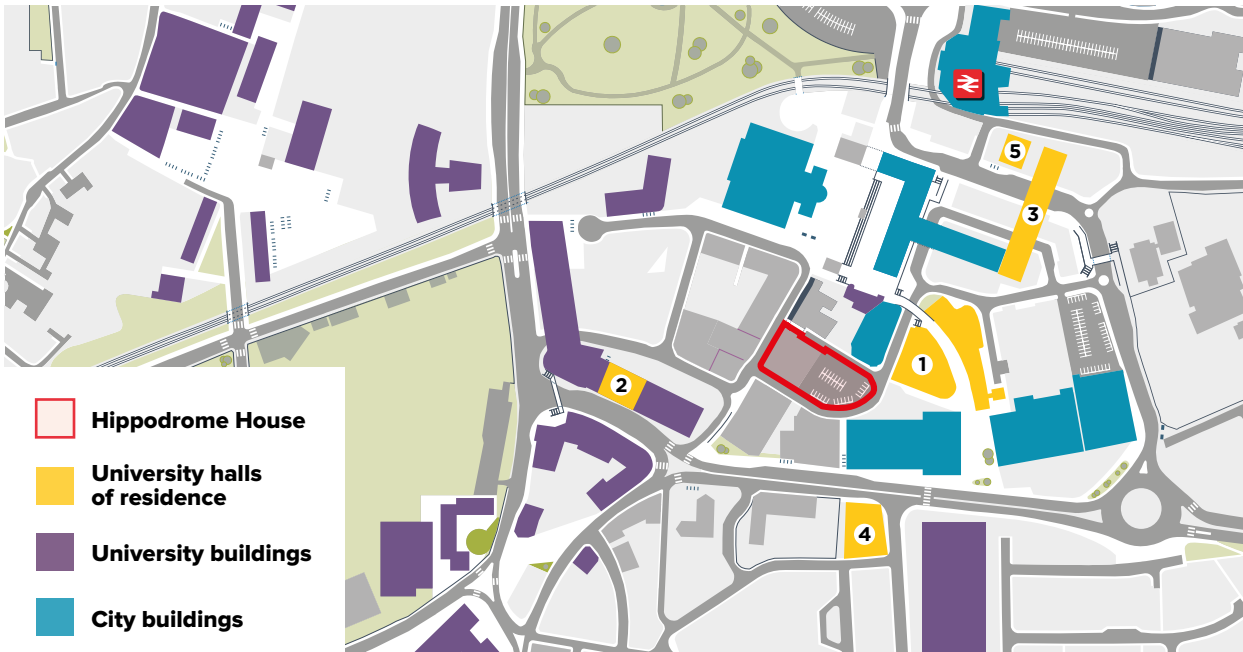 5
3
1
2
4
Hippodrome House
University halls
of residence
University buildings
City buildings